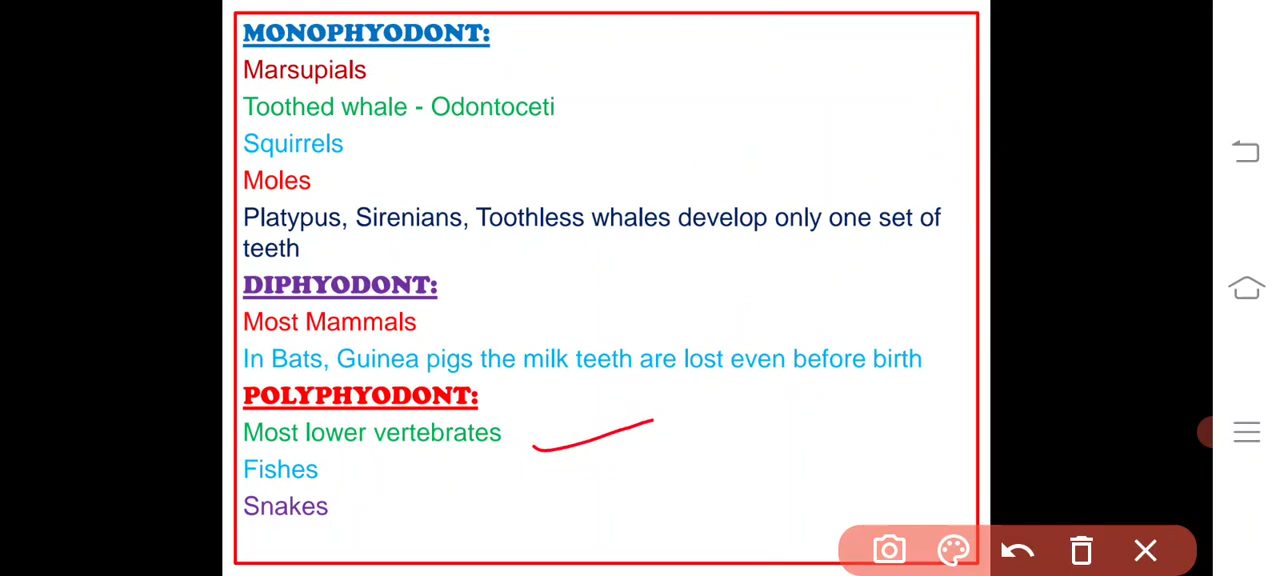 MONOPHYODONT:
Marsupials
Toothed whale - Odontoceti
Squirrels
Moles
Platypus, Sirenians, Toothless whales develop only one set of
teeth
DIPHYODONT:
Most Mammals
In Bats, Guinea pigs the milk teeth are lost even before birth
POLYPHYODONT:
Most lower vertebrates
Fishes
Snakes